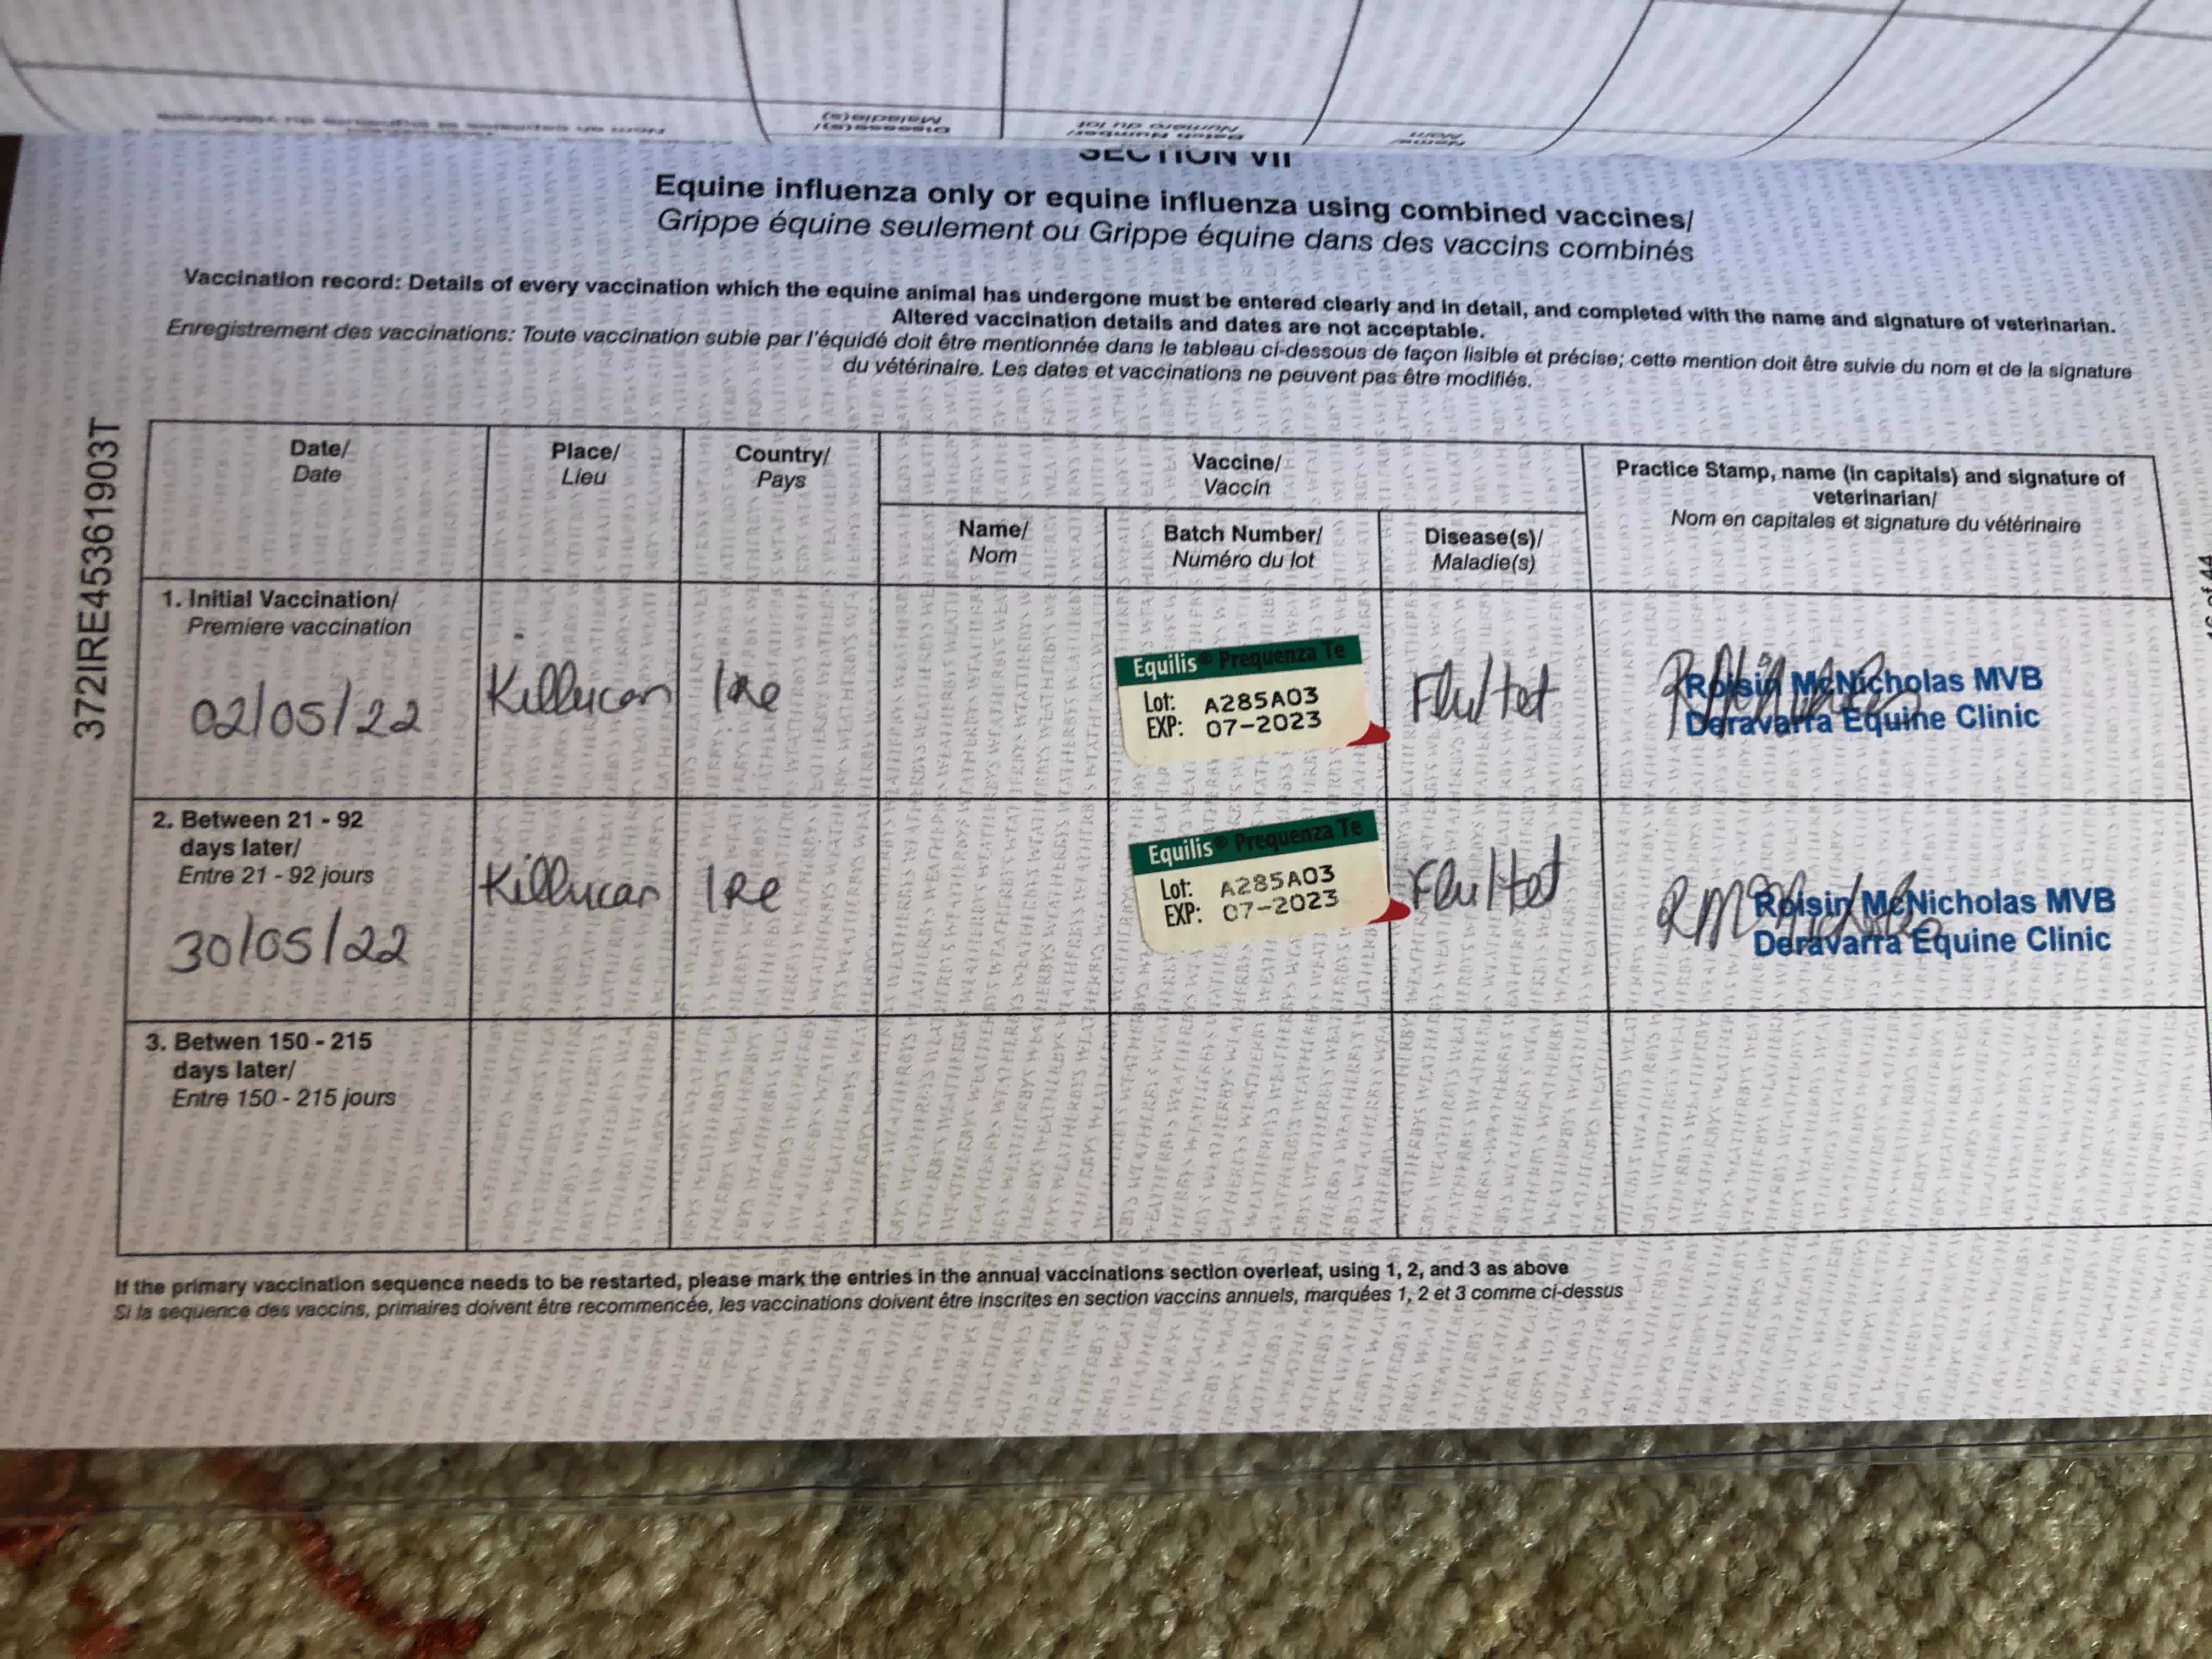 Disease(s)/
Maladie(s)
Batch Number/
Numéro du lot
Name/
Nom
SECTION VII
Equine influenza only or equine influenza using combined vaccines/
Grippe équine seulement ou Grippe équine dans des vaccins combinés
Vaccination record: Details of every vaccination which the equine animal has undergone must be entered clearly and in detail, and completed with the name and signature of veterinarian.
Altered vaccination details and dates are not acceptable.
Enregistrement des vaccinations: Toute vaccination subie par l'équidé doit être mentionnée dans le tableau ci-dessous de façon lisible et précise; cette mention doit être suivie du nom et de la signature
du vétérinaire. Les dates et vaccinations ne peuvent pas être modifiés.
372IRE45361903T
Date/
Date
Place/
Lieu
Country/
Pays
Vaccine/
Vaccin
Name/
Nom
Batch Number/
Numéro du lot
Disease(s)/
Maladie(s)
Practice Stamp, name (in capitals) and signature of
veterinarian/
Nom en capitales et signature du vétérinaire
1. Initial Vaccination/
Premiere vaccination
02/05/22
Killucan
Ire
Equilis® Prequenza Te
Lot: A285A03
EXP: 07-2023
Flu/tet
Roisin McNicholas MVB
Deravarra Equine Clinic
2. Between 21 - 92
days later/
Entre 21 - 92 jours
30/05/22
Killucan
Ire
Equilis® Prequenza Te
Lot: A285A03
EXP: 07-2023
Flu/tet
Roisin McNicholas MVB
Deravarra Equine Clinic
3. Betwen 150 - 215
days later/
Entre 150 - 215 jours
If the primary vaccination sequence needs to be restarted, please mark the entries in the annual vaccinations section overleaf, using 1, 2, and 3 as above
Si la sequence des vaccins, primaires doivent être recommencée, les vaccinations doivent être inscrites en section vaccins annuels, marquées 1, 2 et 3 comme ci-dessus